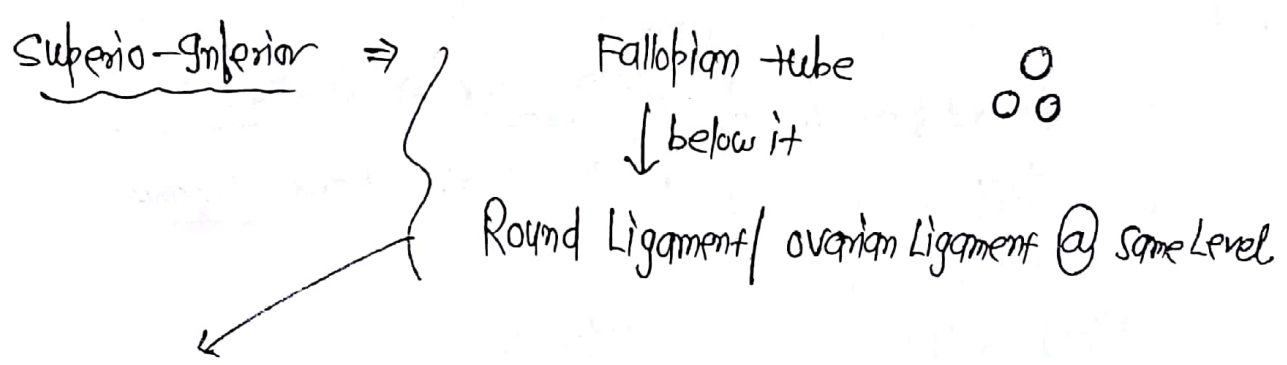 Superio-Inferior ⇒ Fallopian tube
↓ below it
Round Ligament/ ovarian Ligament @ same Level